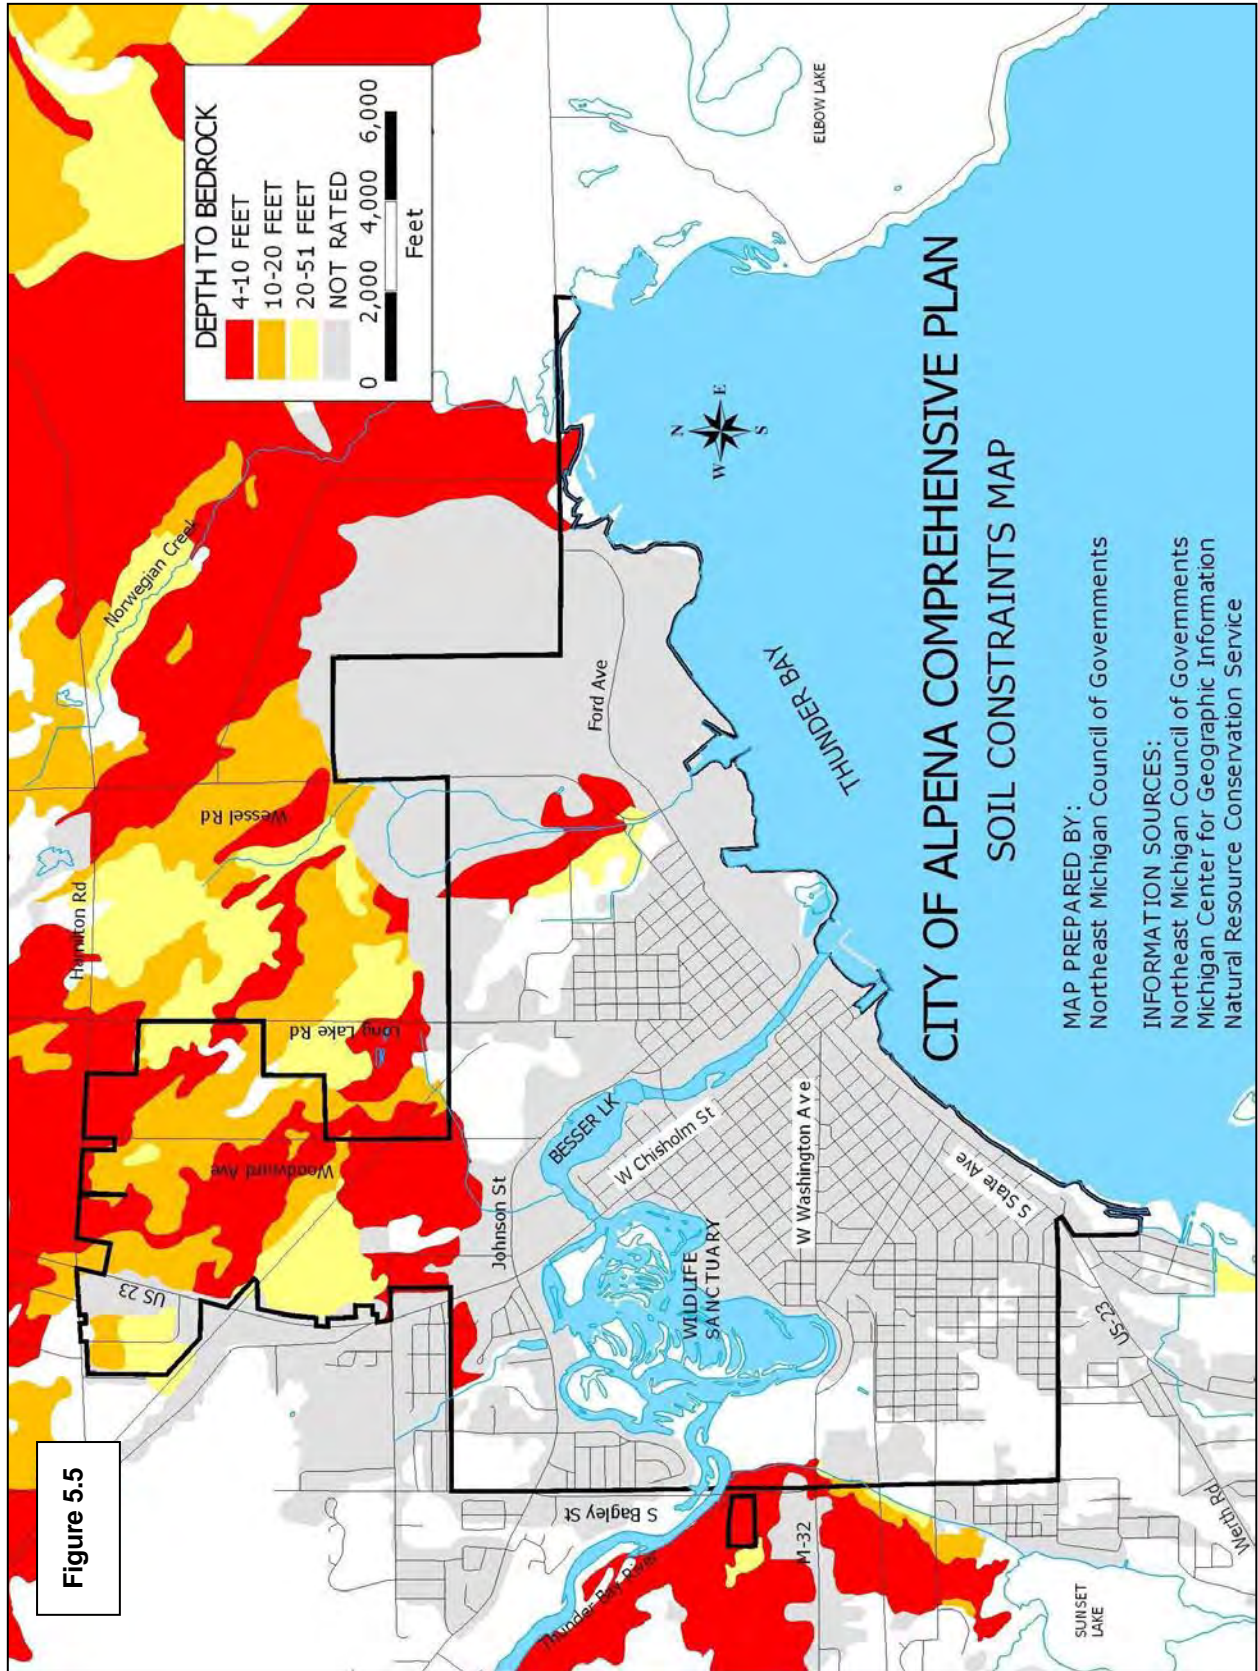 Figure 5.5
DEPTH TO BEDROCK
4-10 FEET
10-20 FEET
20-51 FEET
NOT RATED
0 2,000 4,000 6,000
Feet
ELBOW LAKE
Norwegian Creek
Wessel Rd
Hamilton Rd
Long Lake Rd
Woodward Ave
US 23
Ford Ave
Johnson St
BESSER LK
W Chisholm St
W Washington Ave
S State Ave
WILDLIFE
SANCTUARY
S Bagley St
Thunder Bay River
M-32
US-23
Werth Rd
SUNSET
LAKE
THUNDER BAY
N
W E
S
CITY OF ALPENA COMPREHENSIVE PLAN
SOIL CONSTRAINTS MAP
MAP PREPARED BY:
Northeast Michigan Council of Governments
INFORMATION SOURCES:
Northeast Michigan Council of Governments
Michigan Center for Geographic Information
Natural Resource Conservation Service